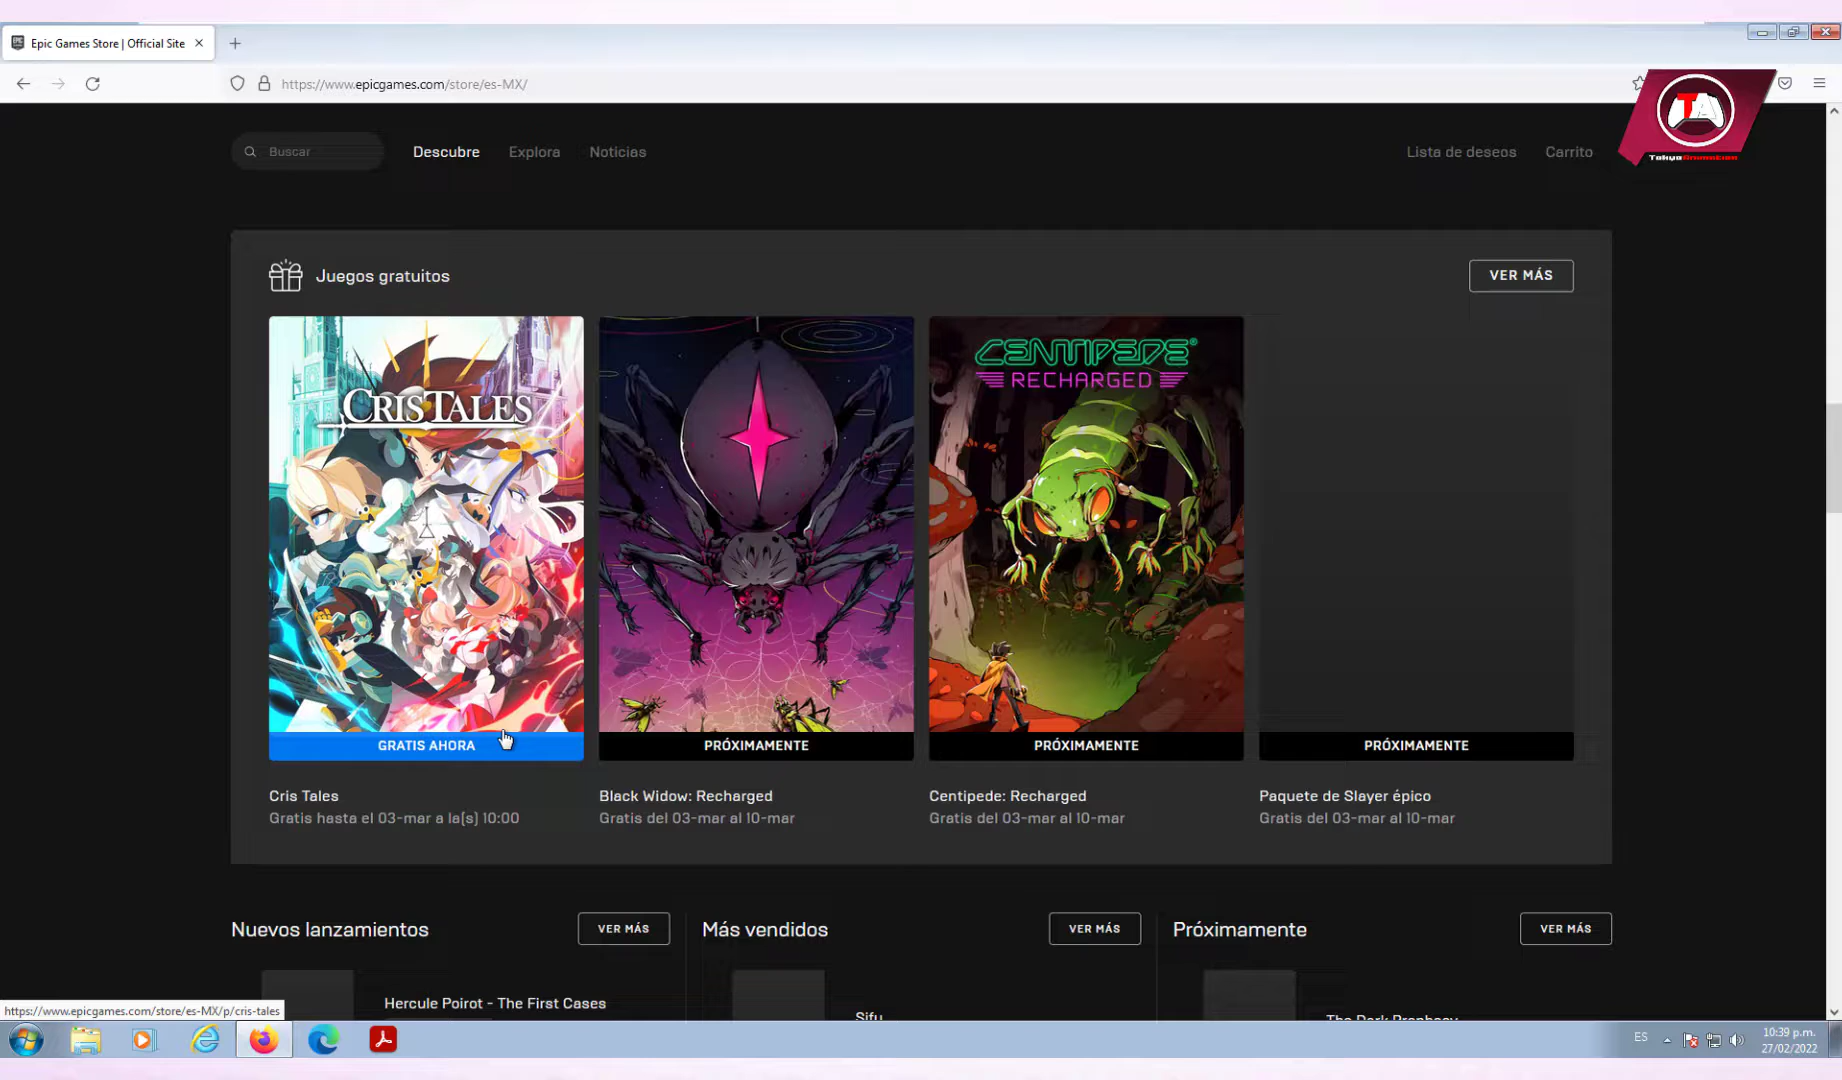 Epic Games Store | Official Site
https://www.epicgames.com/store/es-MX/
TA
TokyoAnimation
Buscar
Descubre
Explora
Noticias
Lista de deseos
Carrito
Juegos gratuitos
VER MÁS
CRISTALES
CENTIPEDE®
RECHARGED
GRATIS AHORA
PRÓXIMAMENTE
PRÓXIMAMENTE
PRÓXIMAMENTE
Cris Tales
Gratis hasta el 03-mar a la(s) 10:00
Black Widow: Recharged
Gratis del 03-mar al 10-mar
Centipede: Recharged
Gratis del 03-mar al 10-mar
Paquete de Slayer épico
Gratis del 03-mar al 10-mar
Nuevos lanzamientos
VER MÁS
Más vendidos
VER MÁS
Próximamente
VER MÁS
Hercule Poirot - The First Cases
Sifu
The Dark Prophecy
https://www.epicgames.com/store/es-MX/p/cris-tales
ES
10:39 p.m.
27/02/2022